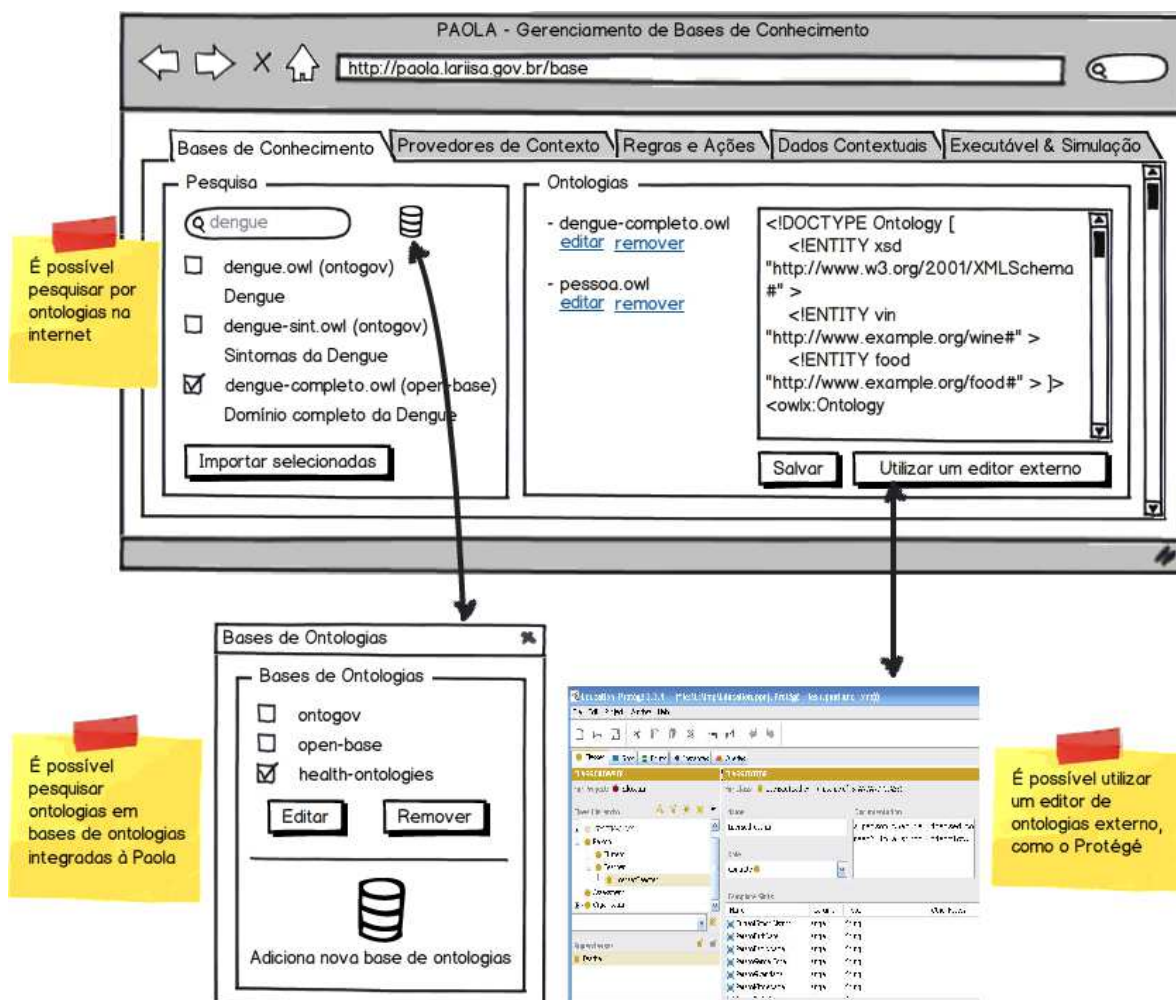 PAOLA - Gerenciamento de Bases de Conhecimento
http://paola.lariisa.gov.br/base
Bases de Conhecimento
Provedores de Contexto
Regras e Ações
Dados Contextuais
Executável & Simulação
Pesquisa
dengue
dengue.owl (ontogov)
Dengue
dengue-sint.owl (ontogov)
Sintomas da Dengue
dengue-completo.owl (open-base)
Domínio completo da Dengue
Importar selecionadas
Ontologias
- dengue-completo.owl
editar remover
- pessoa.owl
editar remover
<!DOCTYPE Ontology [
<!ENTITY xsd
"http://www.w3.org/2001/XMLSchema
#" >
<!ENTITY vin
"http://www.example.org/wine#" >
<!ENTITY food
"http://www.example.org/food#" > ]>
<owlx:Ontology
Salvar
Utilizar um editor externo
É possível
pesquisar por
ontologias na
internet
Bases de Ontologias
Bases de Ontologias
ontogov
open-base
health-ontologies
Editar
Remover
Adiciona nova base de ontologias
É possível
pesquisar
ontologias em
bases de ontologias
integradas à Paola
É possível utilizar
um editor de
ontologias externo,
como o Protégé